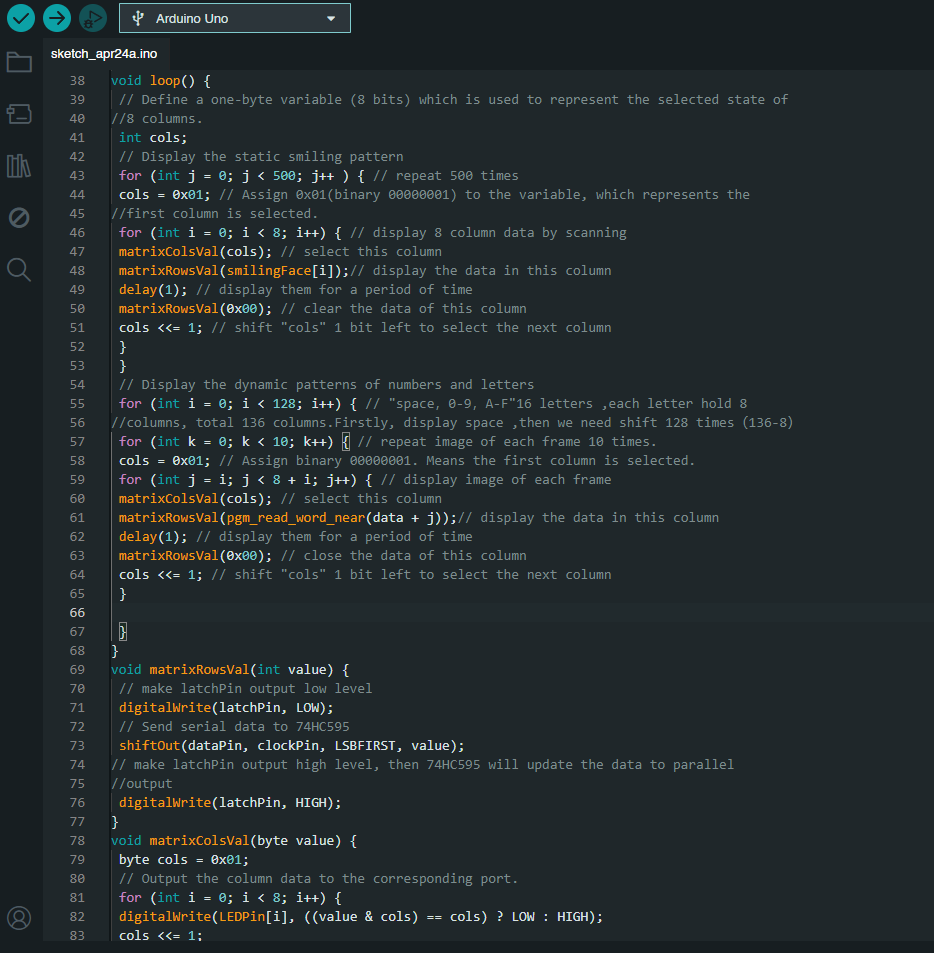 Arduino Uno
sketch_apr24a.ino
38 void loop() {
39 // Define a one-byte variable (8 bits) which is used to represent the selected state of
40 //8 columns.
41 int cols;
42 // Display the static smiling pattern
43 for (int j = 0; j < 500; j++ ) { // repeat 500 times
44 cols = 0x01; // Assign 0x01(binary 00000001) to the variable, which represents the
45 //first column is selected.
46 for (int i = 0; i < 8; i++) { // display 8 column data by scanning
47 matrixColsVal(cols); // select this column
48 matrixRowsVal(smilingFace[i]);// display the data in this column
49 delay(1); // display them for a period of time
50 matrixRowsVal(0x00); // clear the data of this column
51 cols <<= 1; // shift "cols" 1 bit left to select the next column
52 }
53 }
54 // Display the dynamic patterns of numbers and letters
55 for (int i = 0; i < 128; i++) { // "space, 0-9, A-F"16 letters ,each letter hold 8
56 //columns, total 136 columns.Firstly, display space ,then we need shift 128 times (136-8)
57 for (int k = 0; k < 10; k++) { // repeat image of each frame 10 times.
58 cols = 0x01; // Assign binary 00000001. Means the first column is selected.
59 for (int j = i; j < 8 + i; j++) { // display image of each frame
60 matrixColsVal(cols); // select this column
61 matrixRowsVal(pgm_read_word_near(data + j));// display the data in this column
62 delay(1); // display them for a period of time
63 matrixRowsVal(0x00); // close the data of this column
64 cols <<= 1; // shift "cols" 1 bit left to select the next column
65 }
66
67 }
68 }
69 void matrixRowsVal(int value) {
70 // make latchPin output low level
71 digitalWrite(latchPin, LOW);
72 // Send serial data to 74HC595
73 shiftOut(dataPin, clockPin, LSBFIRST, value);
74 // make latchPin output high level, then 74HC595 will update the data to parallel
75 //output
76 digitalWrite(latchPin, HIGH);
77 }
78 void matrixColsVal(byte value) {
79 byte cols = 0x01;
80 // Output the column data to the corresponding port.
81 for (int i = 0; i < 8; i++) {
82 digitalWrite(LEDPin[i], ((value & cols) == cols) ? LOW : HIGH);
83 cols <<= 1;